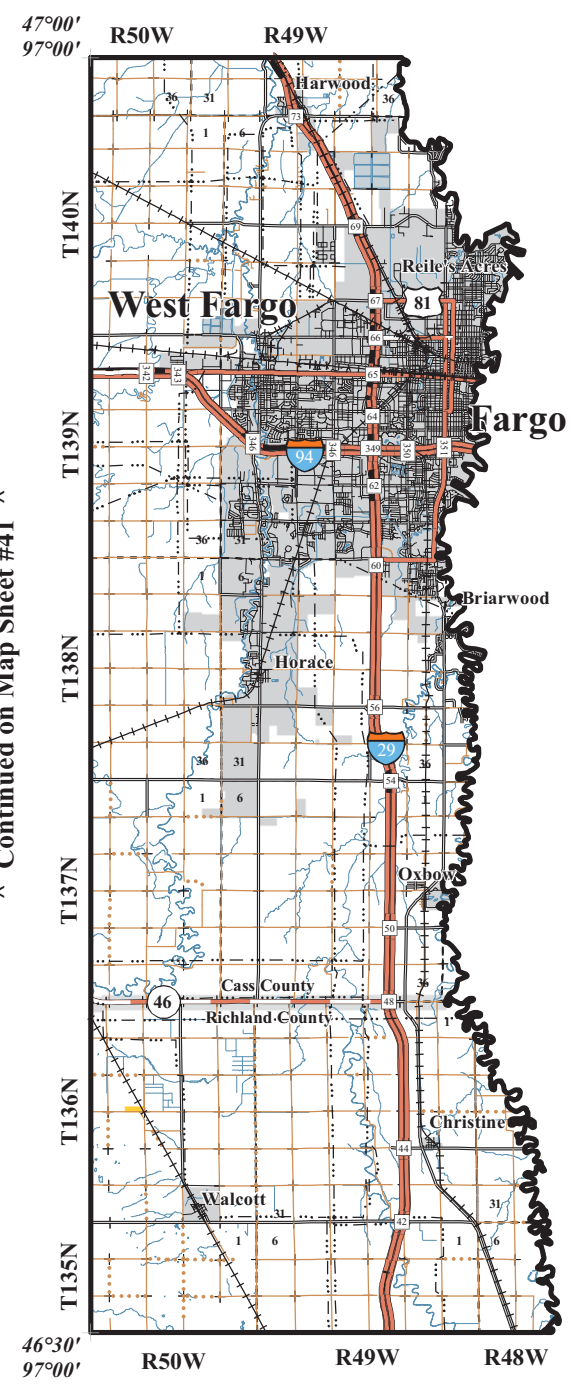 47°00'
97°00'
R50W
R49W
Harwood
36
31
36
73
1
6
T140N
69
Reile's Acres
67
81
West Fargo
66
342
343
65
64
Fargo
T139N
346
94
346
349
350
351
62
36
31
60
1
6
Briarwood
^ Continued on Map Sheet #41 ^
T138N
Horace
56
29
36
31
36
54
1
6
Oxbow
T137N
50
36
Cass County
46
48
Richland County
1
T136N
Christine
44
Walcott
31
31
42
1
6
1
6
T135N
46°30'
97°00'
R50W
R49W
R48W